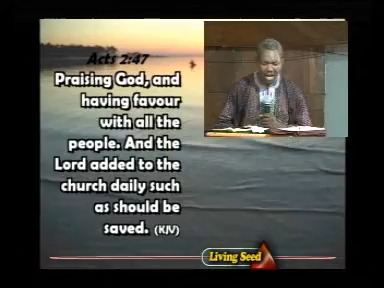 Acts 2:47
Praising God, and
having favour
with all the
people. And the
Lord added to the
church daily such
as should be
saved. (KJV)
Living Seed